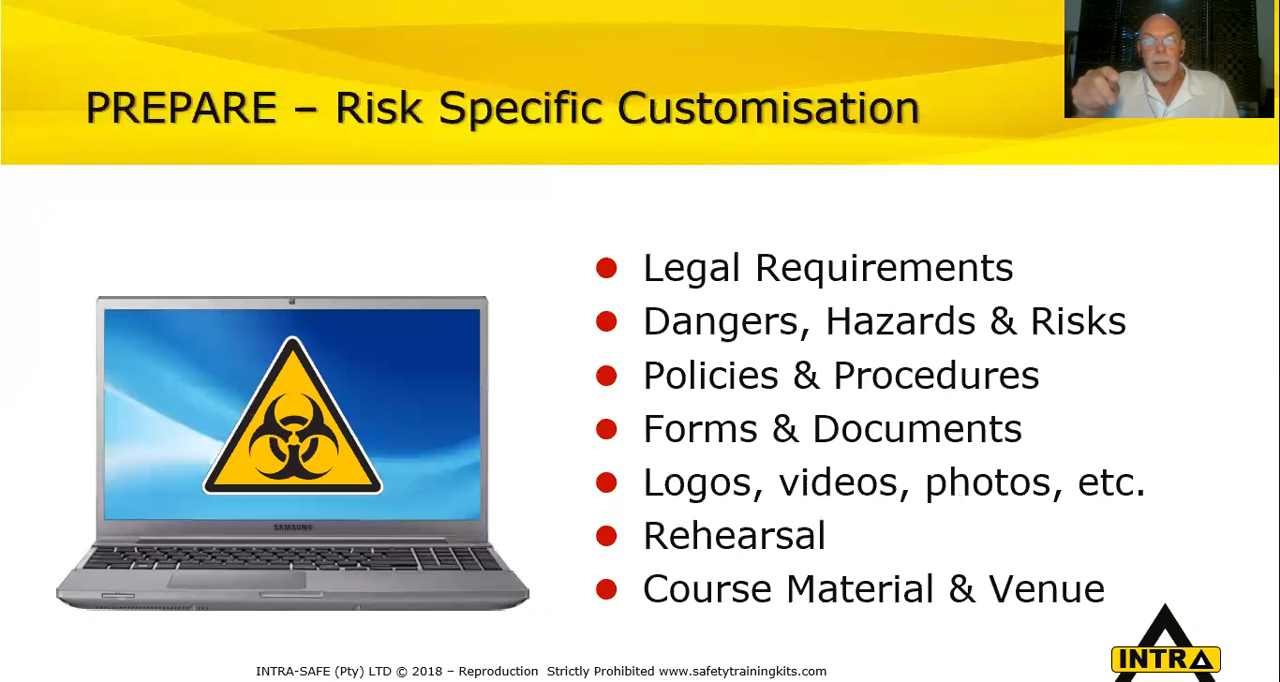 PREPARE – Risk Specific Customisation
Legal Requirements
Dangers, Hazards & Risks
Policies & Procedures
Forms & Documents
Logos, videos, photos, etc.
Rehearsal
Course Material & Venue
SAMSUNG
INTRA
INTRA-SAFE (Pty) LTD © 2018 – Reproduction Strictly Prohibited www.safetytrainingkits.com